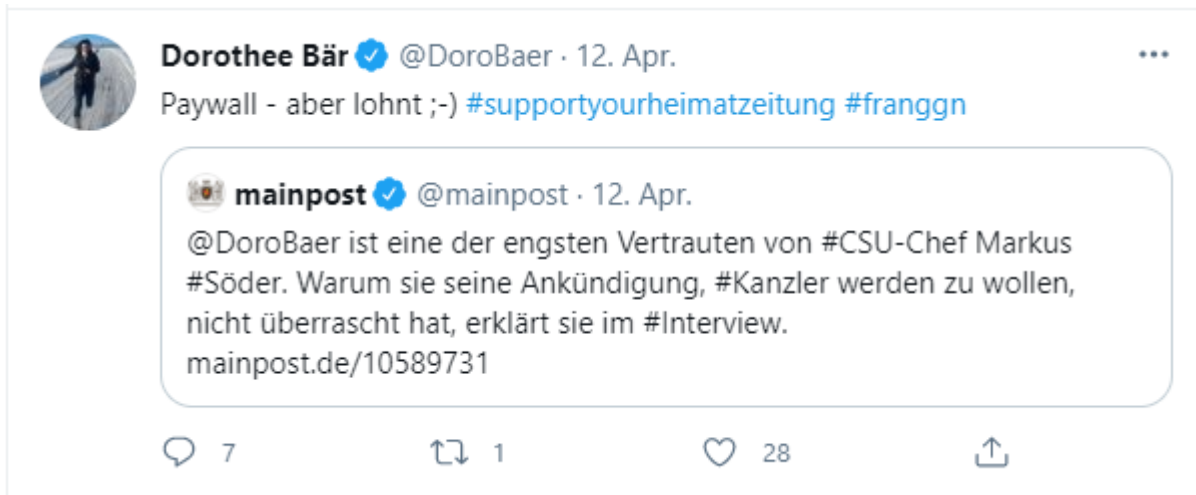 Dorothee Bär @DoroBaer · 12. Apr.
Paywall - aber lohnt ;-) #supportyourheimatzeitung #franggn
mainpost @mainpost · 12. Apr.
@DoroBaer ist eine der engsten Vertrauten von #CSU-Chef Markus
#Söder. Warum sie seine Ankündigung, #Kanzler werden zu wollen,
nicht überrascht hat, erklärt sie im #Interview.
mainpost.de/10589731
7 1 28